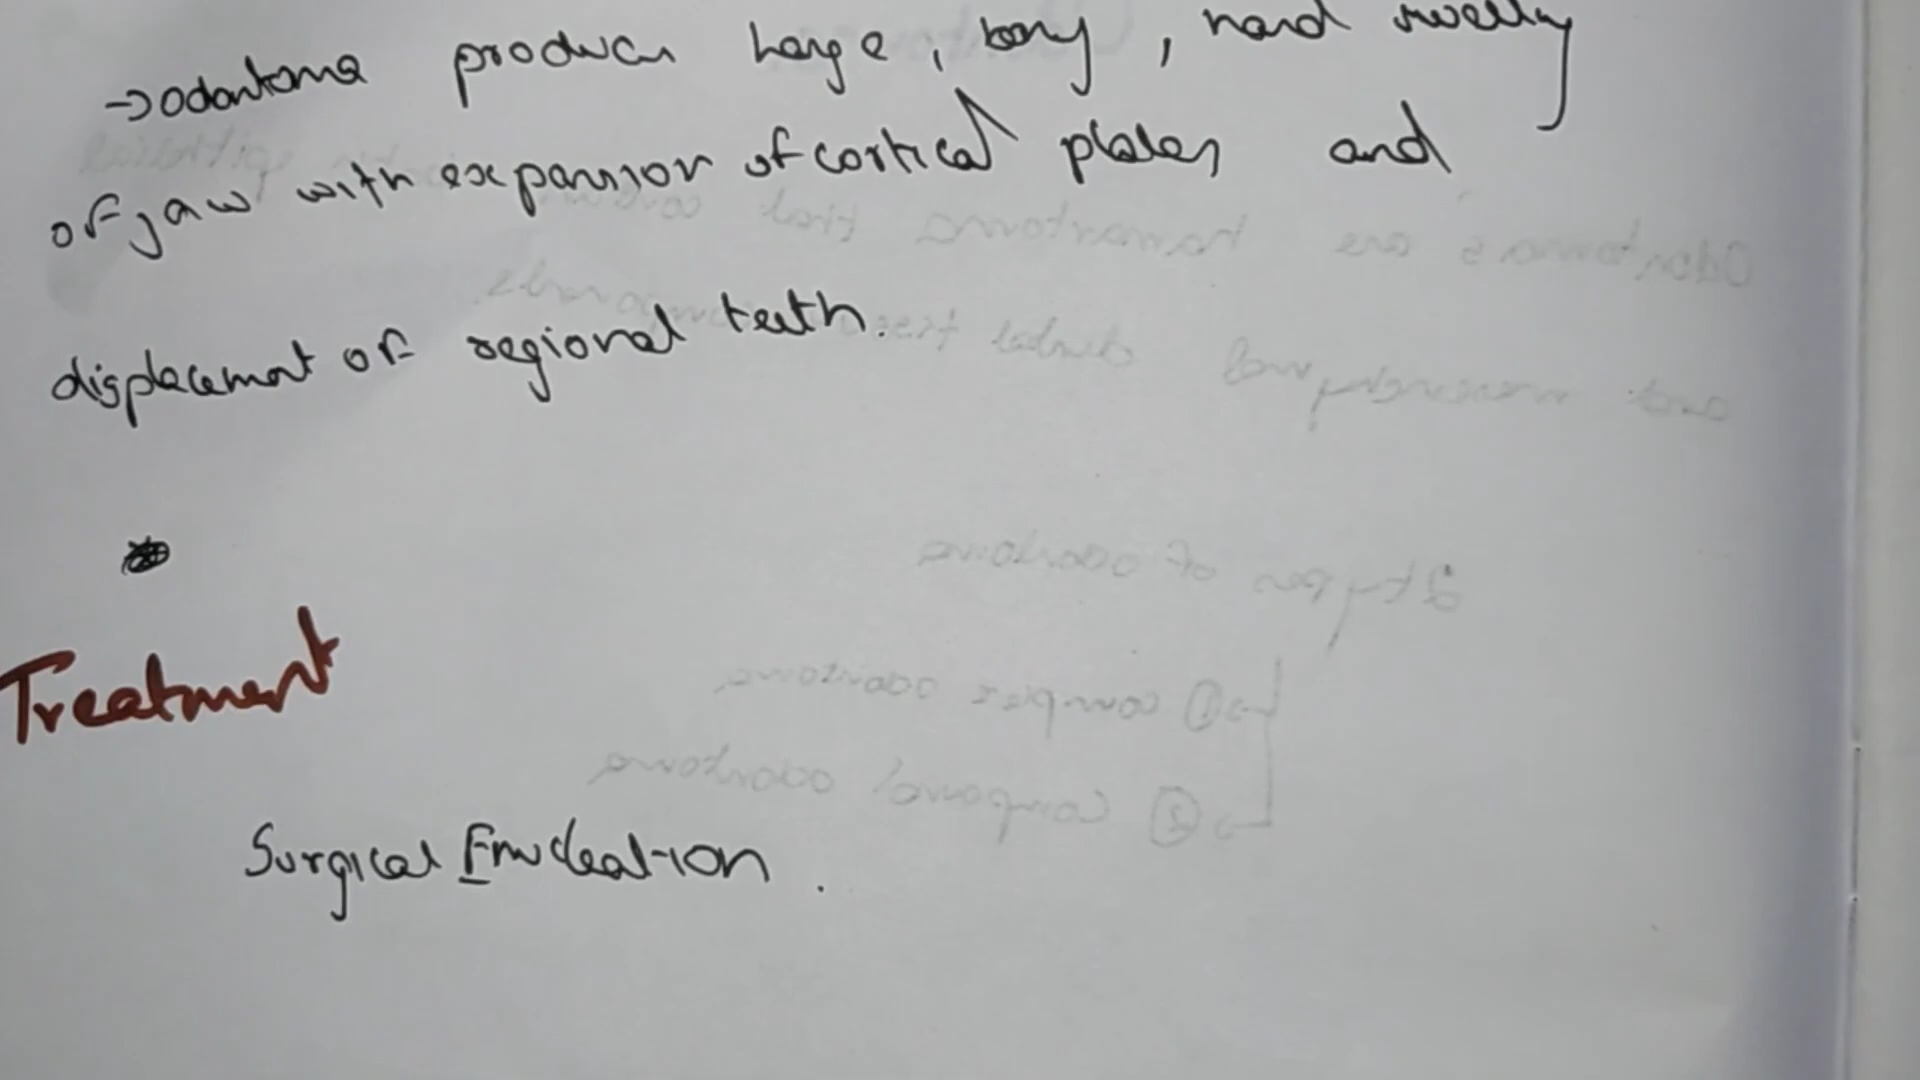 → Odontoma produces large, bony, hard swelling
of jaw with expansion of cortical plates and
displacement of regional teeth.
Treatment
Surgical Enucleation.